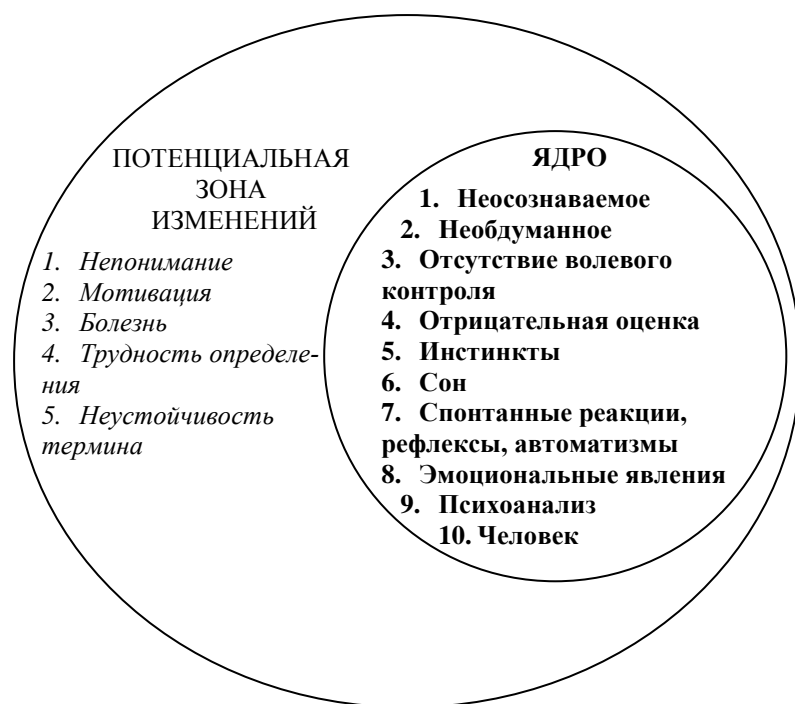 ПОТЕНЦИАЛЬНАЯ
ЗОНА
ИЗМЕНЕНИЙ
1. Непонимание
2. Мотивация
3. Болезнь
4. Трудность определе-
ния
5. Неустойчивость
термина
ЯДРО
1. Неосознаваемое
2. Необдуманное
3. Отсутствие волевого
контроля
4. Отрицательная оценка
5. Инстинкты
6. Сон
7. Спонтанные реакции,
рефлексы, автоматизмы
8. Эмоциональные явления
9. Психоанализ
10. Человек